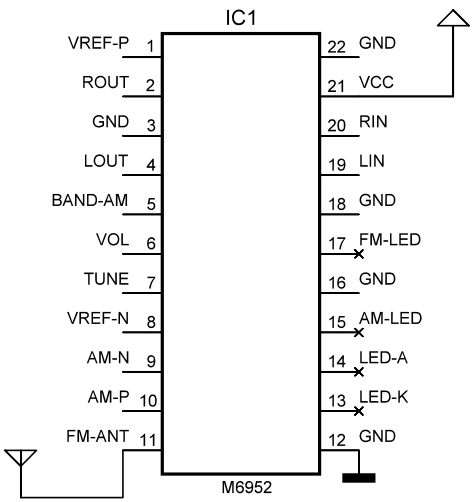 IC1
VREF-P 1 22 GND
ROUT 2 21 VCC
GND 3 20 RIN
LOUT 4 19 LIN
BAND-AM 5 18 GND
VOL 6 17 FM-LED
TUNE 7 16 GND
VREF-N 8 15 AM-LED
AM-N 9 14 LED-A
AM-P 10 13 LED-K
FM-ANT 11 12 GND
M6952